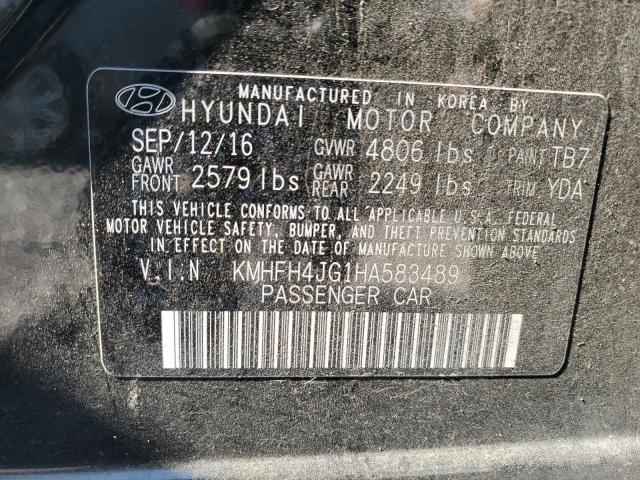 MANUFACTURED IN KOREA BY
HYUNDAI MOTOR COMPANY
SEP/12/16 GVWR 4806 lbs PAINT TB7
GAWR FRONT 2579 lbs GAWR REAR 2249 lbs TRIM YDA
THIS VEHICLE CONFORMS TO ALL APPLICABLE U.S.A. FEDERAL
MOTOR VEHICLE SAFETY, BUMPER, AND THEFT PREVENTION STANDARDS
IN EFFECT ON THE DATE OF MANUFACTURE SHOWN ABOVE.
V.I.N KMHFH4JG1HA583489
PASSENGER CAR